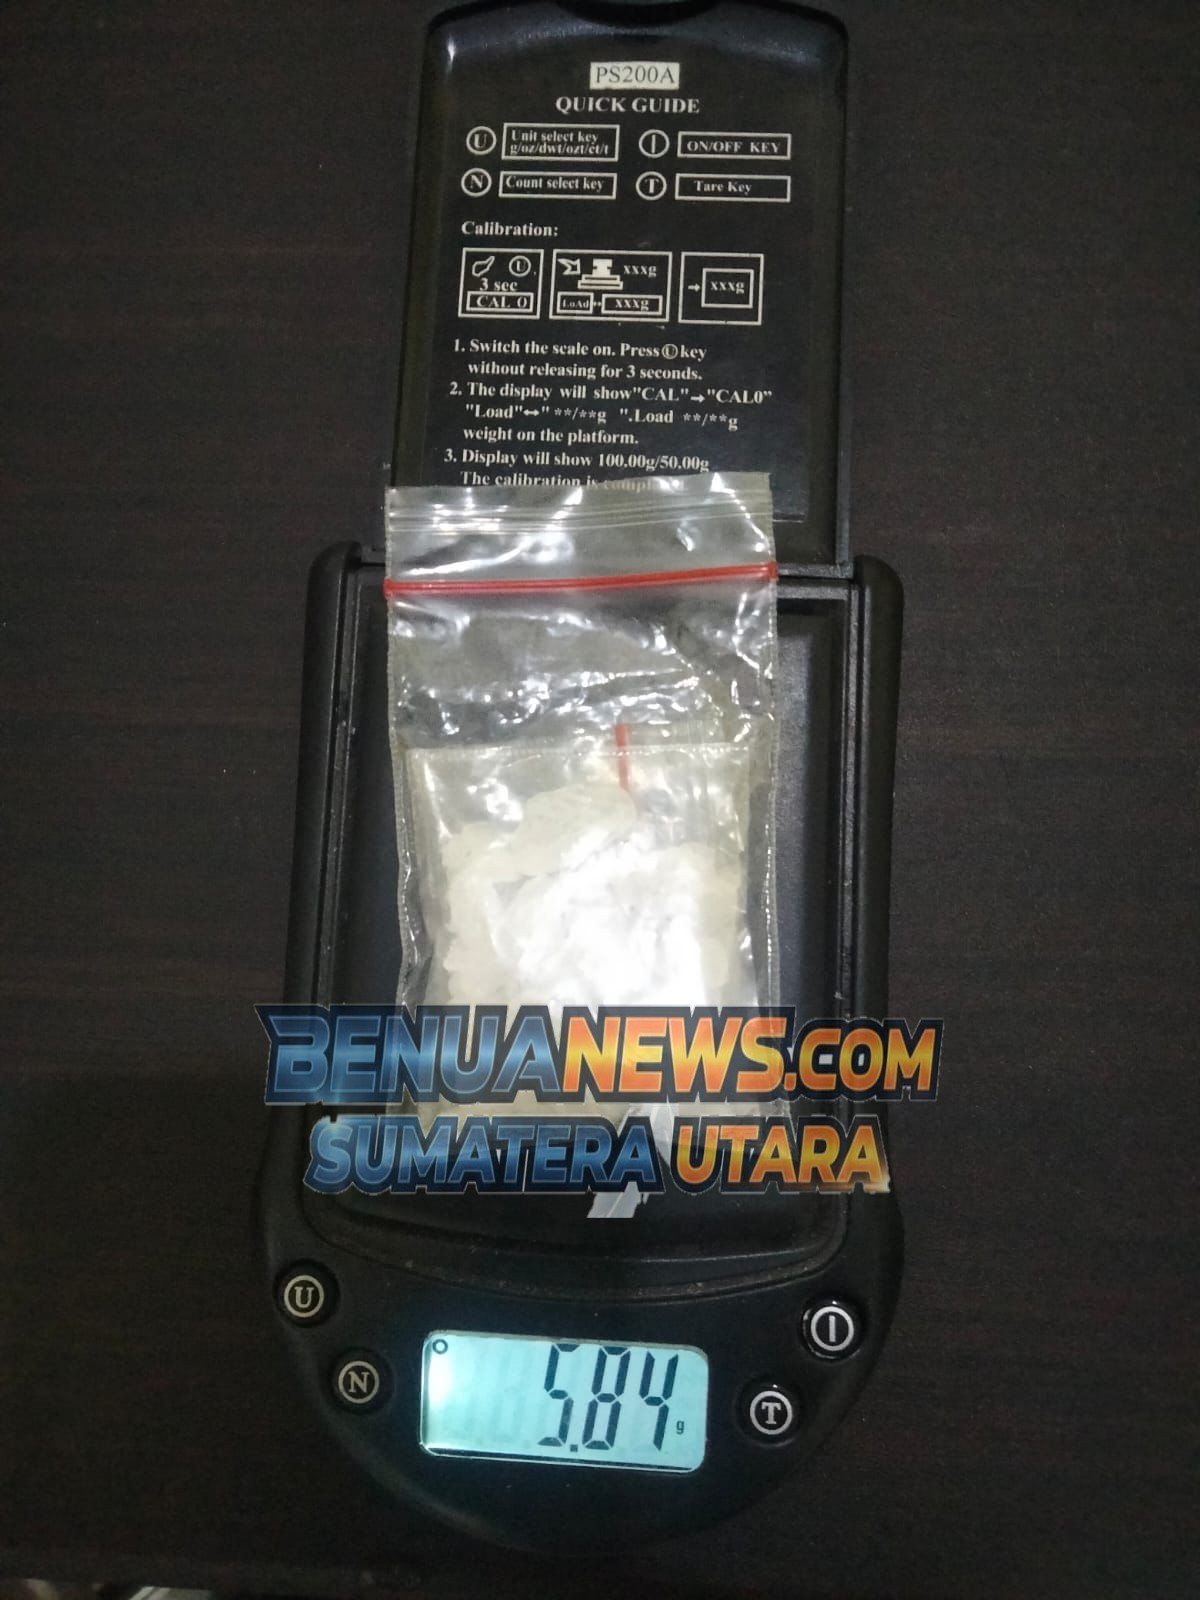 PS200A
QUICK GUIDE
U Unit select key g/oz/dwt/ozt/ct/t
ON/OFF KEY
N Count select key
T Tare Key
Calibration:
U
3 sec
CAL 0
xxxg
LoAd xxxg
xxxg
1. Switch the scale on. Press U key
without releasing for 3 seconds.
2. The display will show"CAL"→"CAL0"
"Load"↔" **/**g ".Load **/**g
weight on the platform.
3. Display will show 100.00g/50.00g
The calibration is
BENUANEWS.COM
SUMATERA UTARA
U
N
5.84 g
T